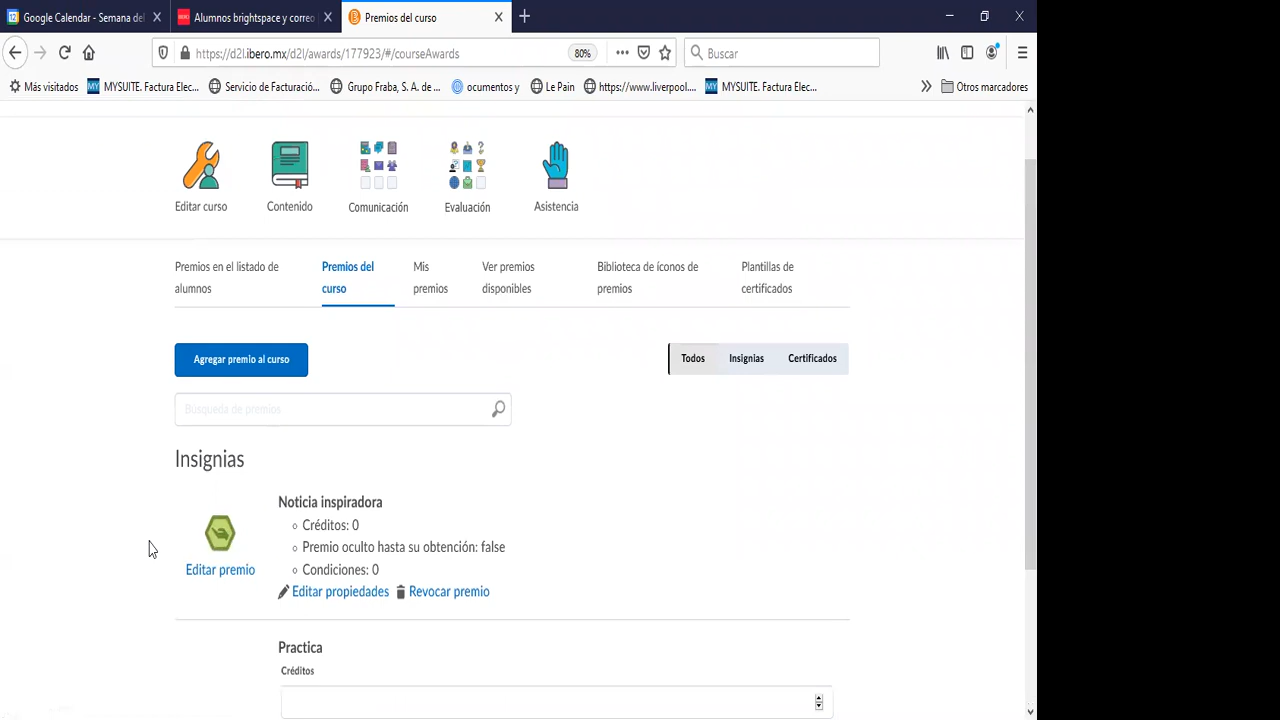 Google Calendar - Semana del
Alumnos brightspace y correo
Premios del curso
https://d2l.ibero.mx/d2l/awards/177923/#/courseAwards
80%
Buscar
Más visitados
MY MYSUITE. Factura Elec...
Servicio de Facturació...
Grupo Fraba, S. A. de ...
ocumentos y
Le Pain
https://www.liverpool....
MY MYSUITE. Factura Elec...
Otros marcadores
Editar curso
Contenido
Comunicación
Evaluación
Asistencia
Premios en el listado de
alumnos
Premios del
curso
Mis
premios
Ver premios
disponibles
Biblioteca de íconos de
premios
Plantillas de
certificados
Agregar premio al curso
Todos
Insignias
Certificados
Búsqueda de premios
Insignias
Noticia inspiradora
Créditos: 0
Premio oculto hasta su obtención: false
Condiciones: 0
Editar premio
Editar propiedades
Revocar premio
Practica
Créditos